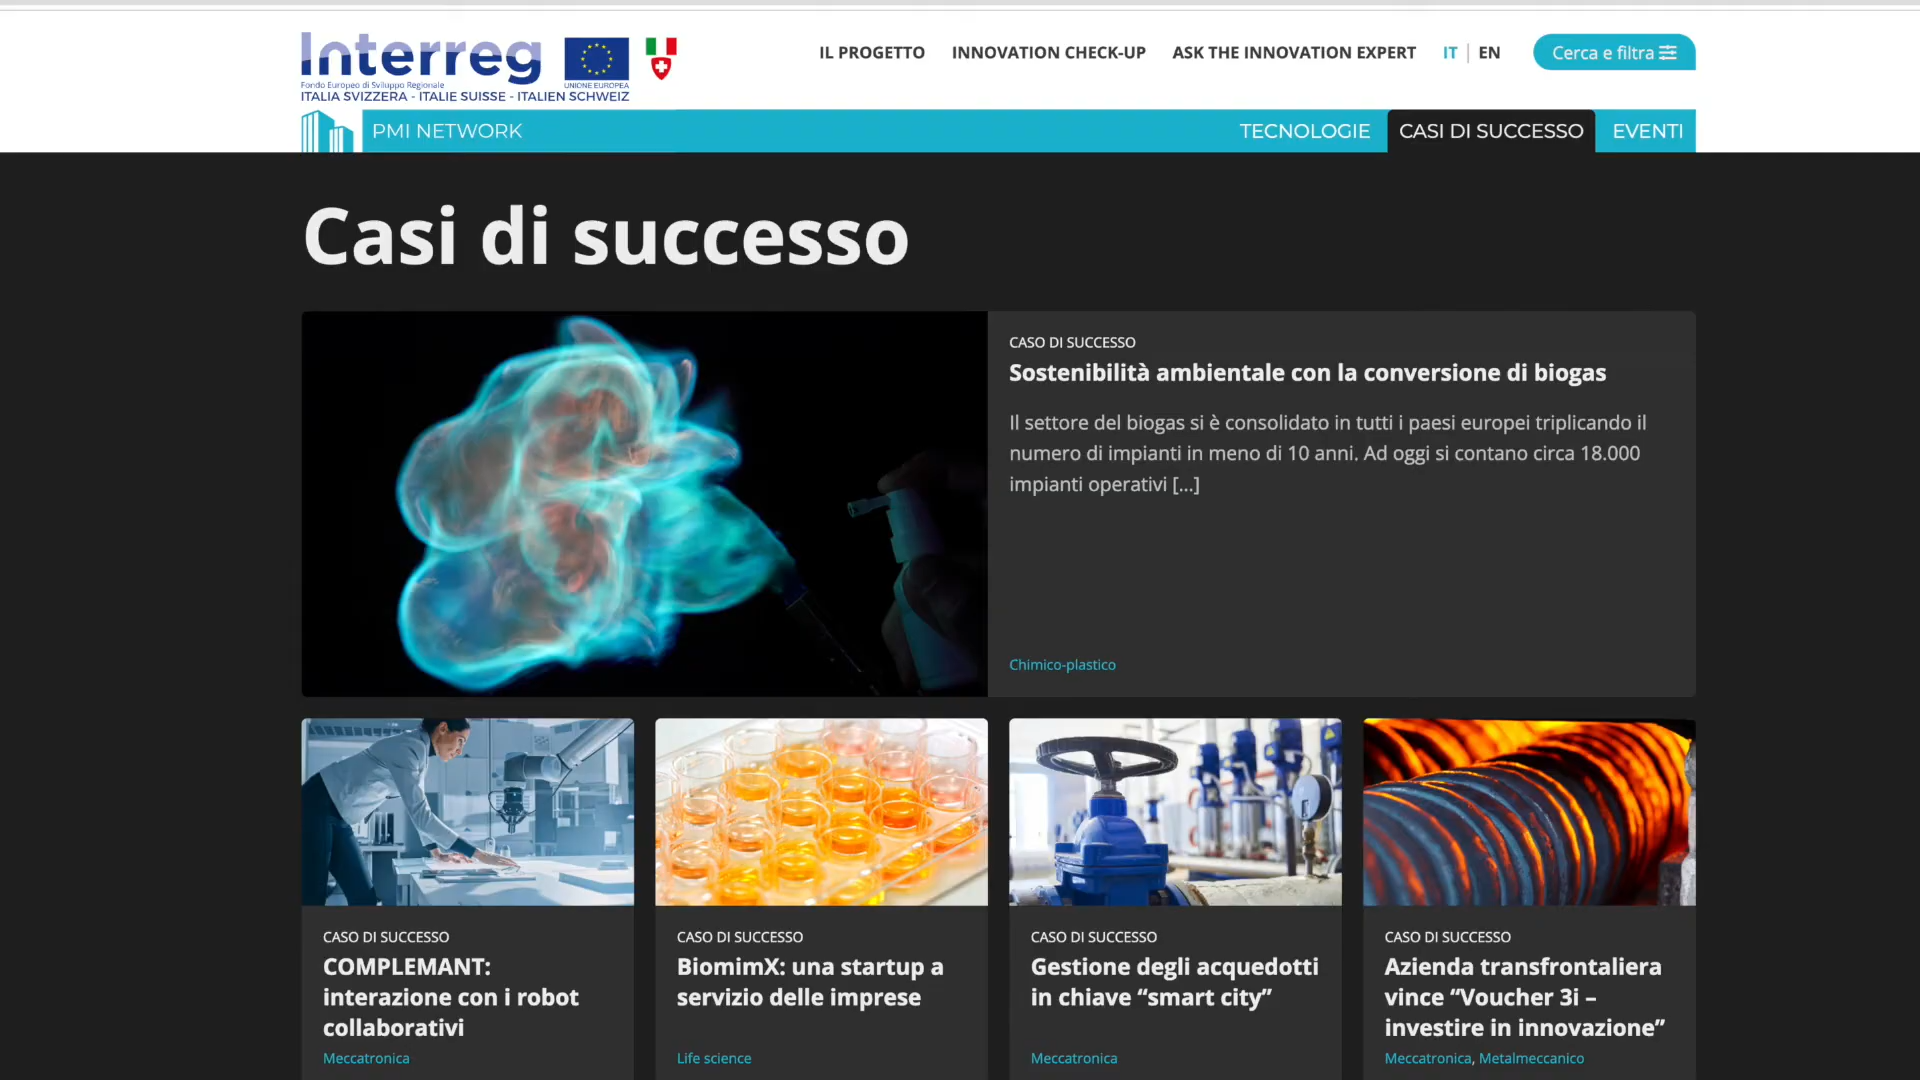 Interreg
Fondo Europeo di Sviluppo Regionale
UNIONE EUROPEA
ITALIA SVIZZERA - ITALIE SUISSE - ITALIEN SCHWEIZ
IL PROGETTO
INNOVATION CHECK-UP
ASK THE INNOVATION EXPERT
IT | EN
Cerca e filtra
PMI NETWORK
TECNOLOGIE
CASI DI SUCCESSO
EVENTI
Casi di successo
CASO DI SUCCESSO
Sostenibilità ambientale con la conversione di biogas
Il settore del biogas si è consolidato in tutti i paesi europei triplicando il
numero di impianti in meno di 10 anni. Ad oggi si contano circa 18.000
impianti operativi [...]
Chimico-plastico
CASO DI SUCCESSO
COMPLEMANT:
interazione con i robot
collaborativi
Meccatronica
CASO DI SUCCESSO
BiomimX: una startup a
servizio delle imprese
Life science
CASO DI SUCCESSO
Gestione degli acquedotti
in chiave “smart city”
Meccatronica
CASO DI SUCCESSO
Azienda transfrontaliera
vince “Voucher 3i –
investire in innovazione”
Meccatronica, Metalmeccanico